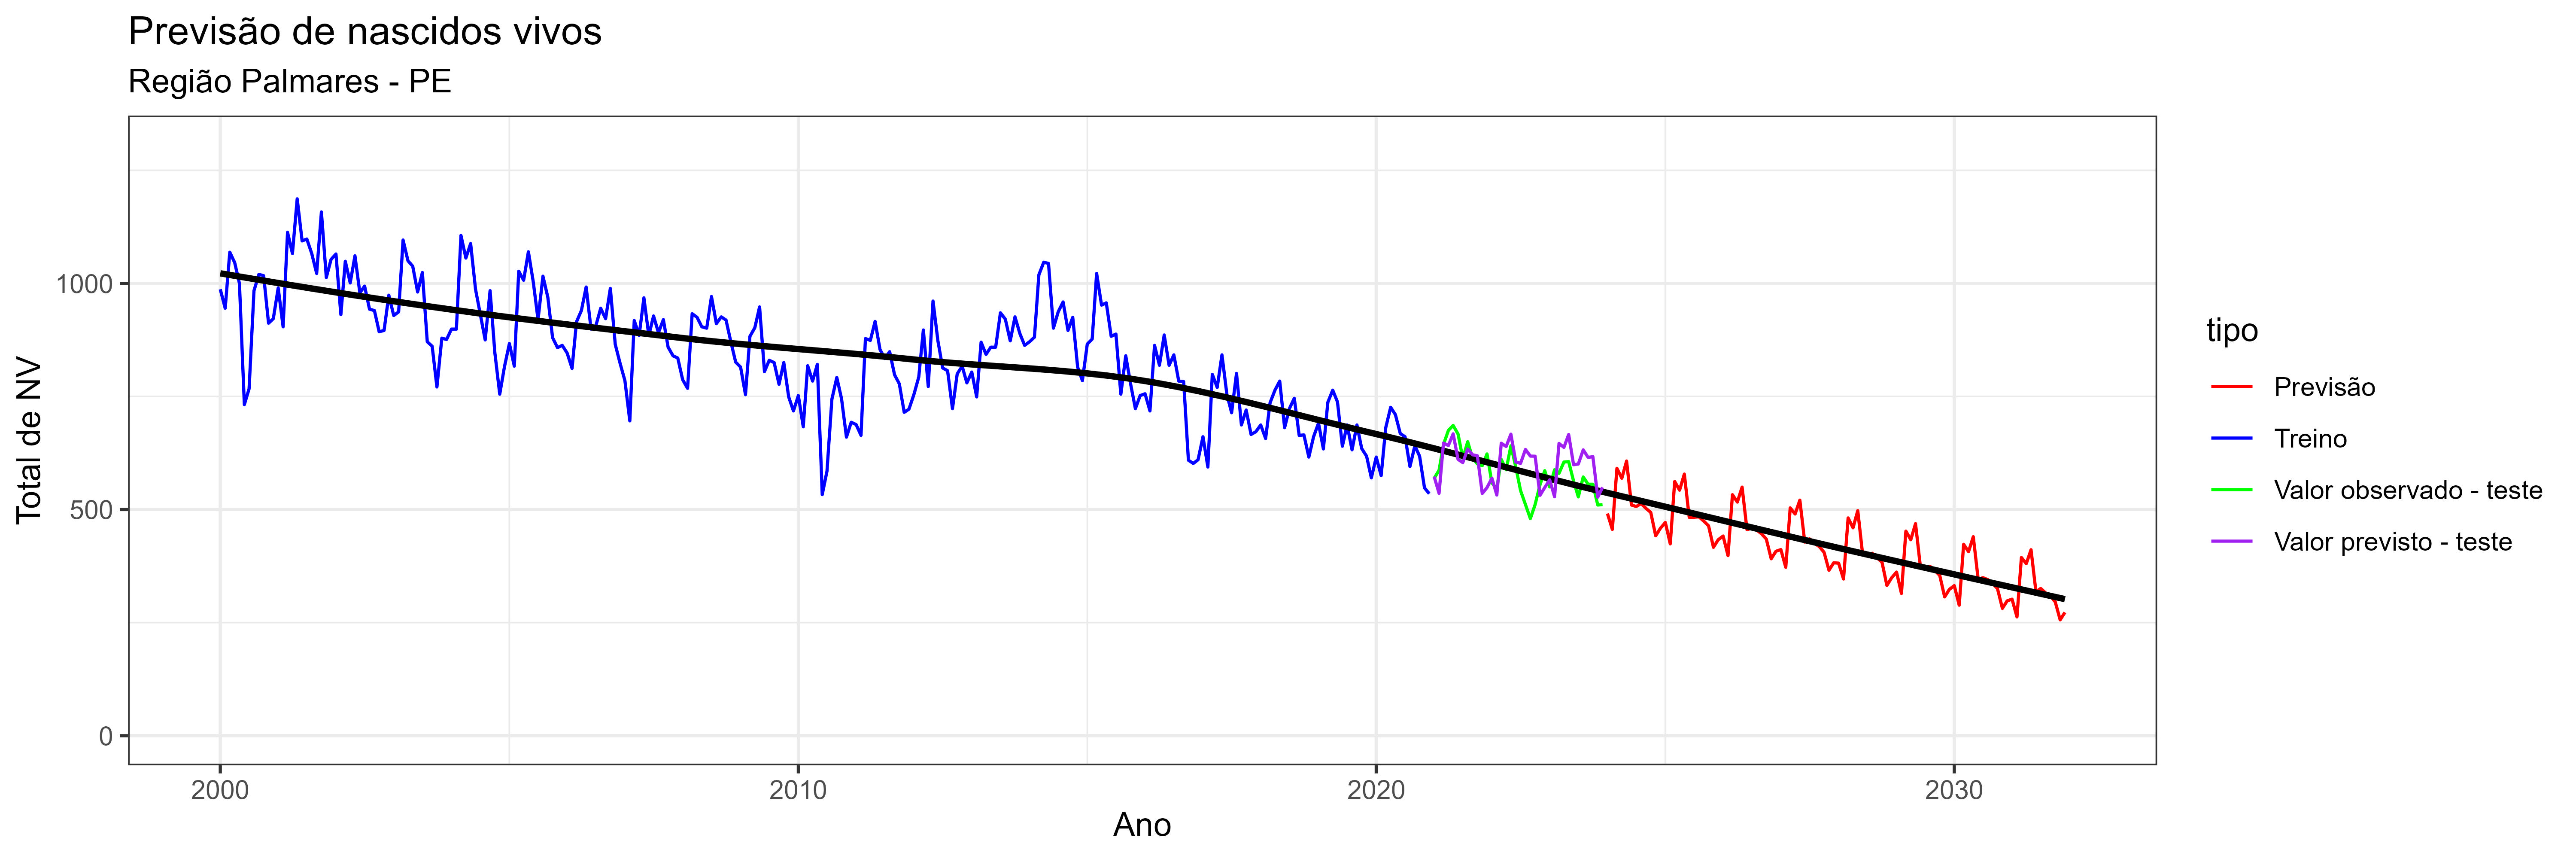 Previsão de nascidos vivos
Região Palmares - PE
Total de NV
1000
500
0
2000
2010
2020
2030
Ano
tipo
Previsão
Treino
Valor observado - teste
Valor previsto - teste